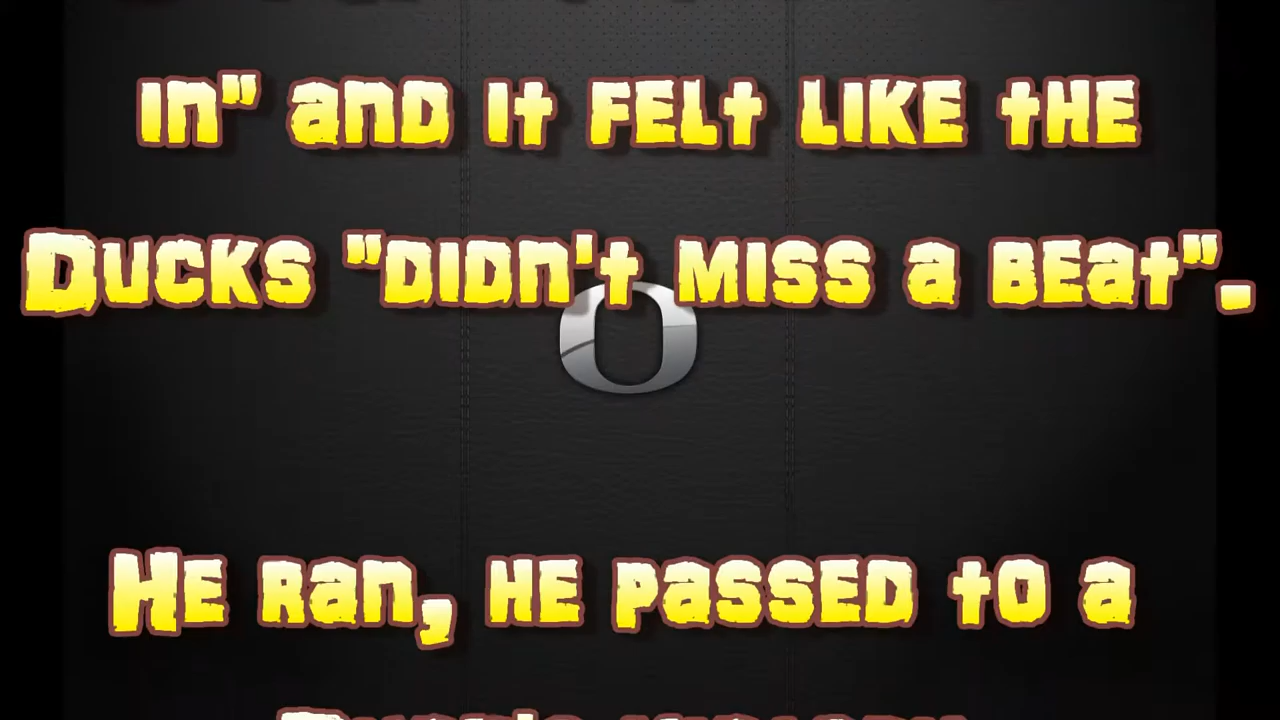 in" and it felt like the
Ducks "didn't miss a beat".
O
He ran, he passed to a